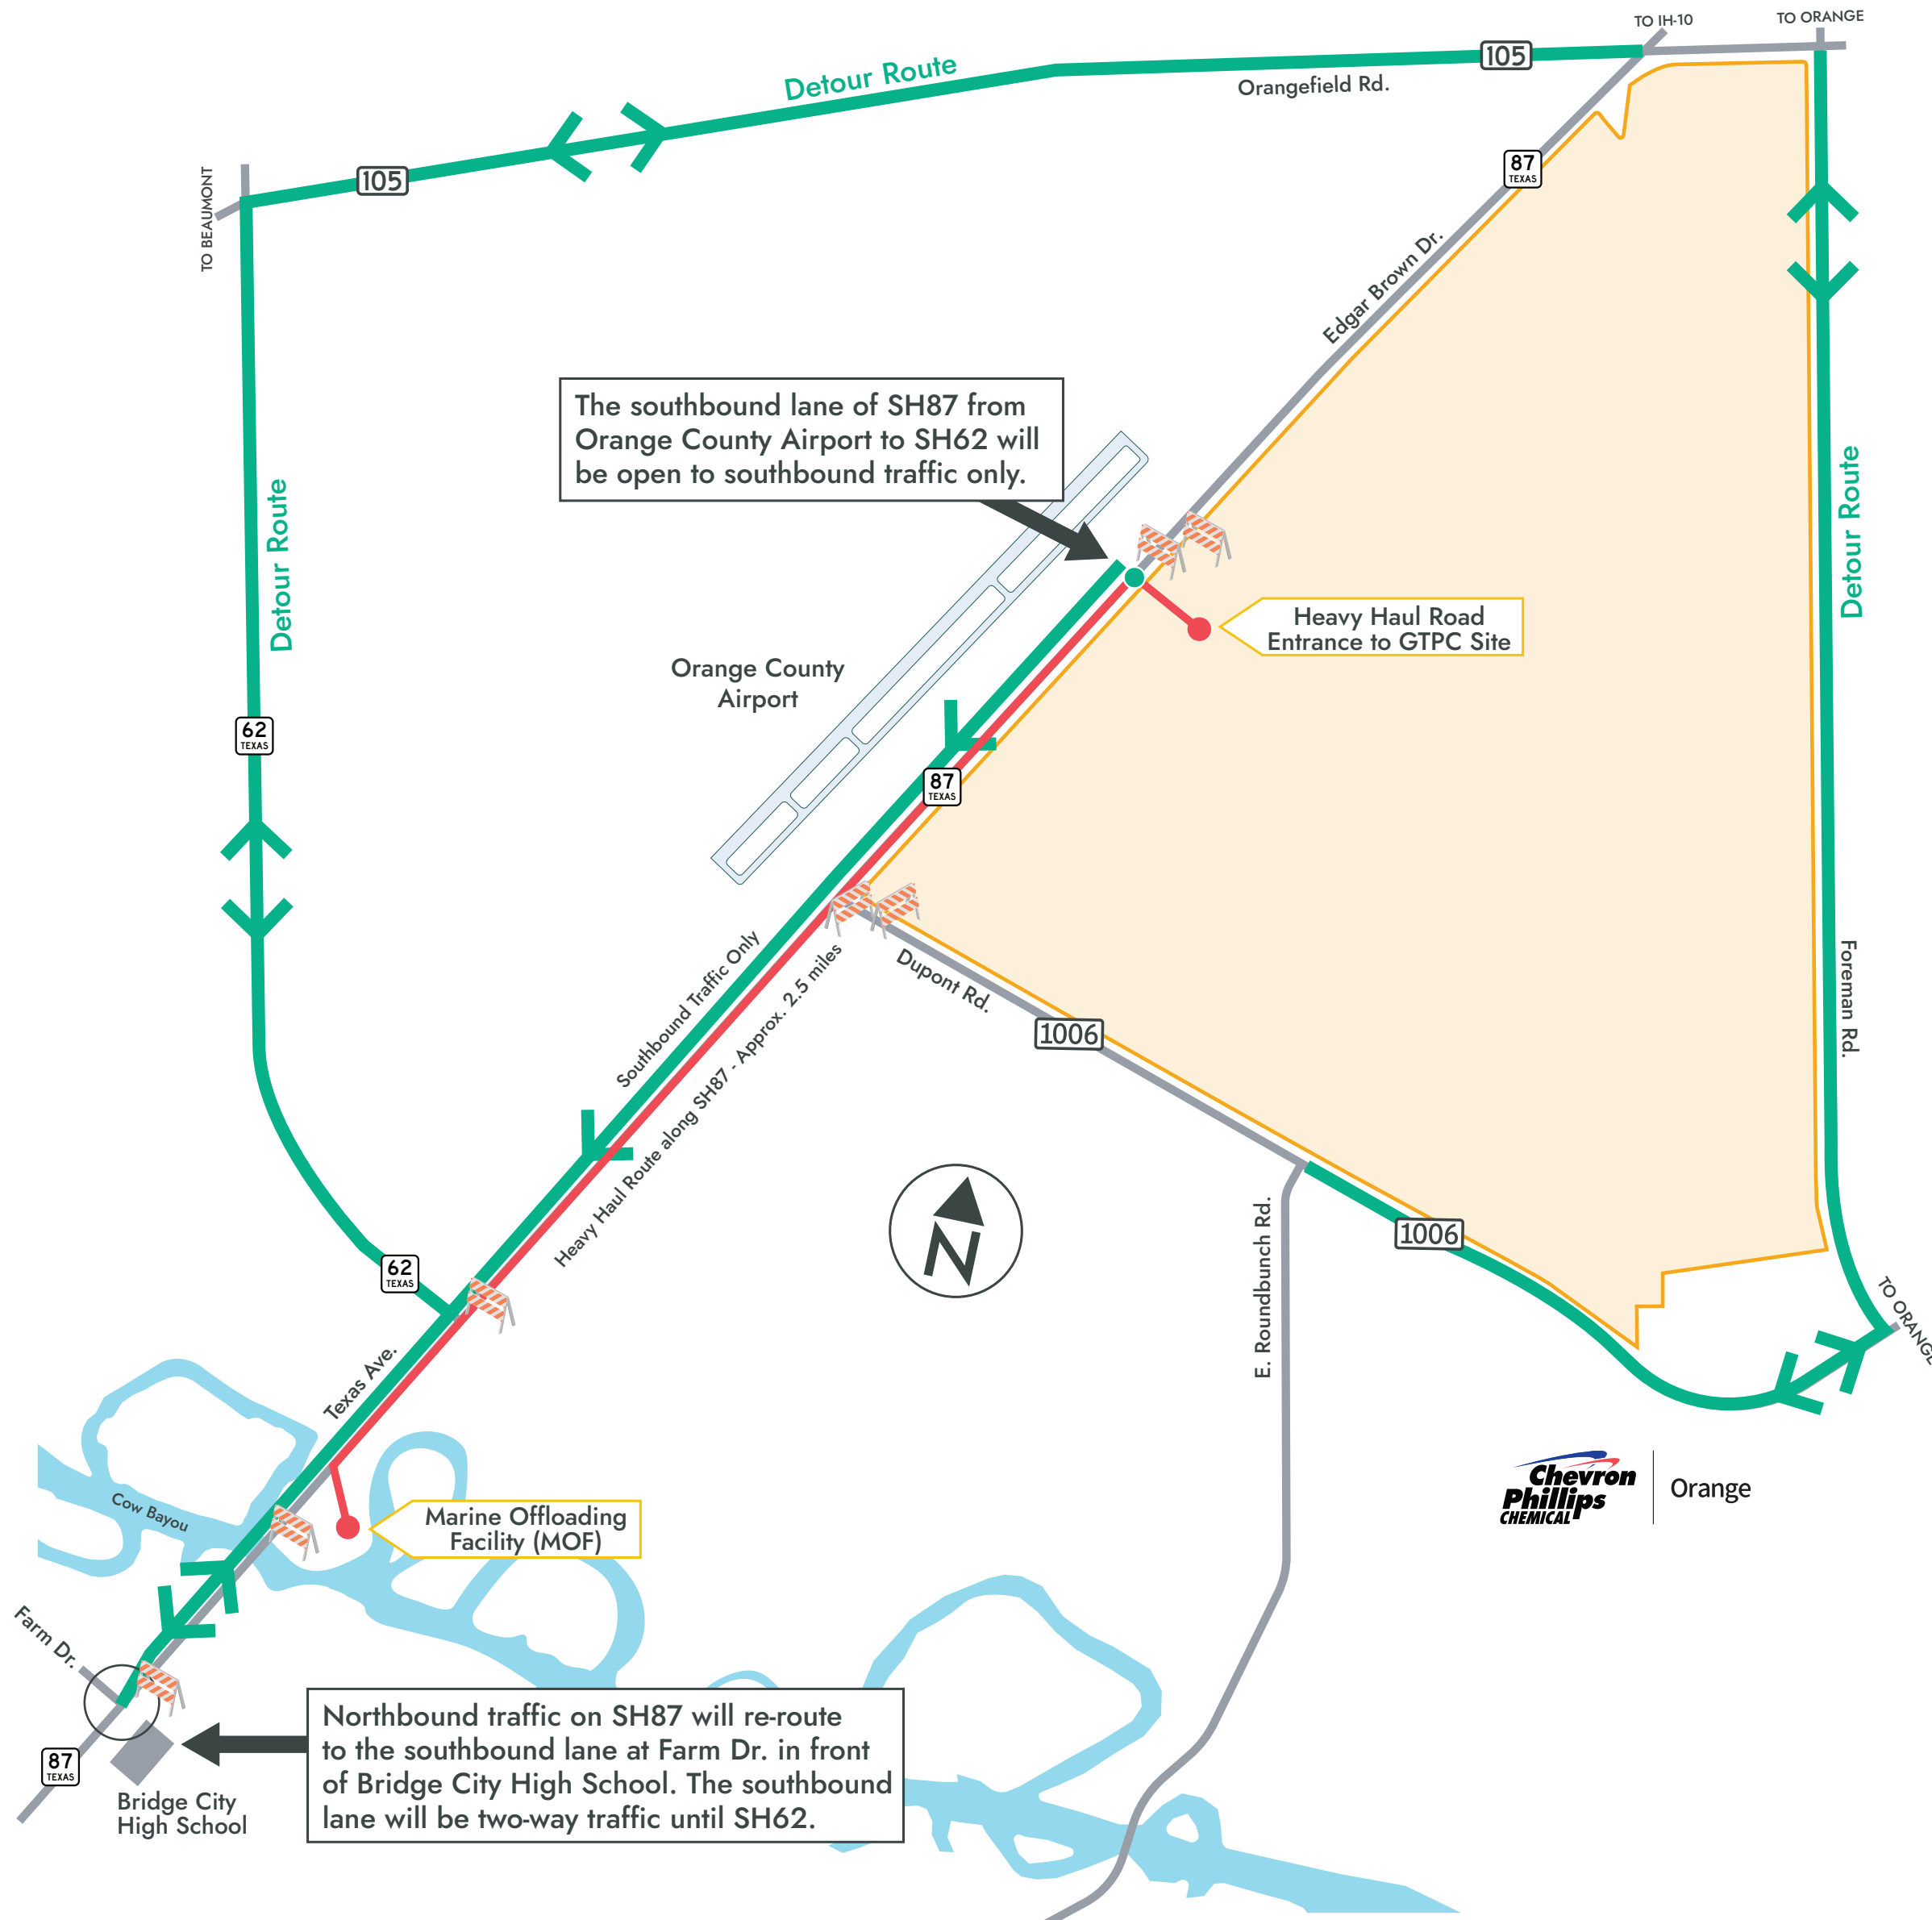 TO IH-10
TO ORANGE
Detour Route
105
Orangefield Rd.
105
TO BEAUMONT
87
TEXAS
Edgar Brown Dr.
The southbound lane of SH87 from
Orange County Airport to SH62 will
be open to southbound traffic only.
Detour Route
Detour Route
Heavy Haul Road
Entrance to GTPC Site
Orange County
Airport
62
TEXAS
87
TEXAS
Southbound Traffic Only
Heavy Haul Route along SH87 - Approx. 2.5 miles
Dupont Rd.
1006
Foreman Rd.
N
E. Roundbunch Rd.
1006
62
TEXAS
TO ORANGE
Texas Ave.
Cow Bayou
Marine Offloading
Facility (MOF)
Chevron
Phillips
CHEMICAL
Orange
Farm Dr.
87
TEXAS
Bridge City
High School
Northbound traffic on SH87 will re-route
to the southbound lane at Farm Dr. in front
of Bridge City High School. The southbound
lane will be two-way traffic until SH62.